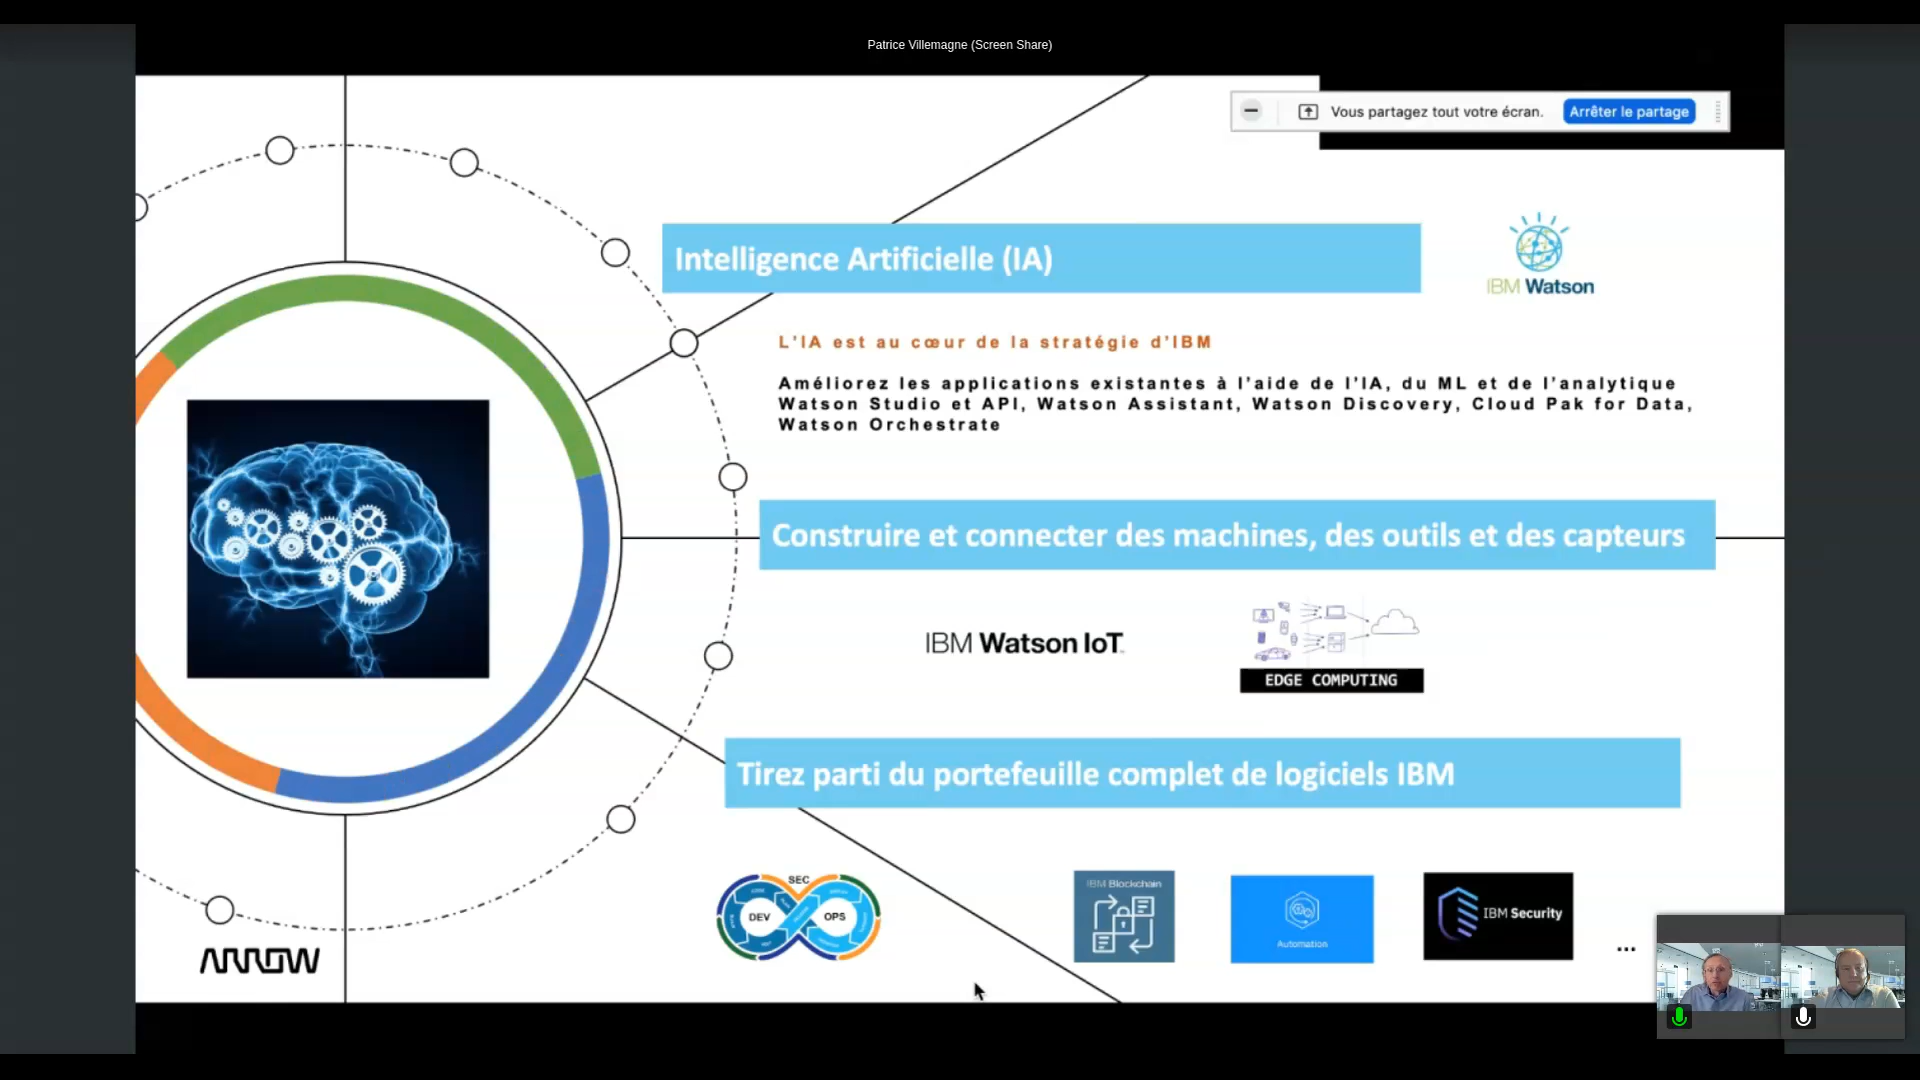 Patrice Villemagne (Screen Share)
Vous partagez tout votre écran.
Arrêter le partage
Intelligence Artificielle (IA)
IBM Watson
L'IA est au cœur de la stratégie d'IBM
Améliorez les applications existantes à l'aide de l'IA, du ML et de l'analytique
Watson Studio et API, Watson Assistant, Watson Discovery, Cloud Pak for Data,
Watson Orchestrate
Construire et connecter des machines, des outils et des capteurs
IBM Watson IoT
EDGE COMPUTING
Tirez parti du portefeuille complet de logiciels IBM
SEC
DEV
OPS
IBM Blockchain
Automation
IBM Security
...
ARROW